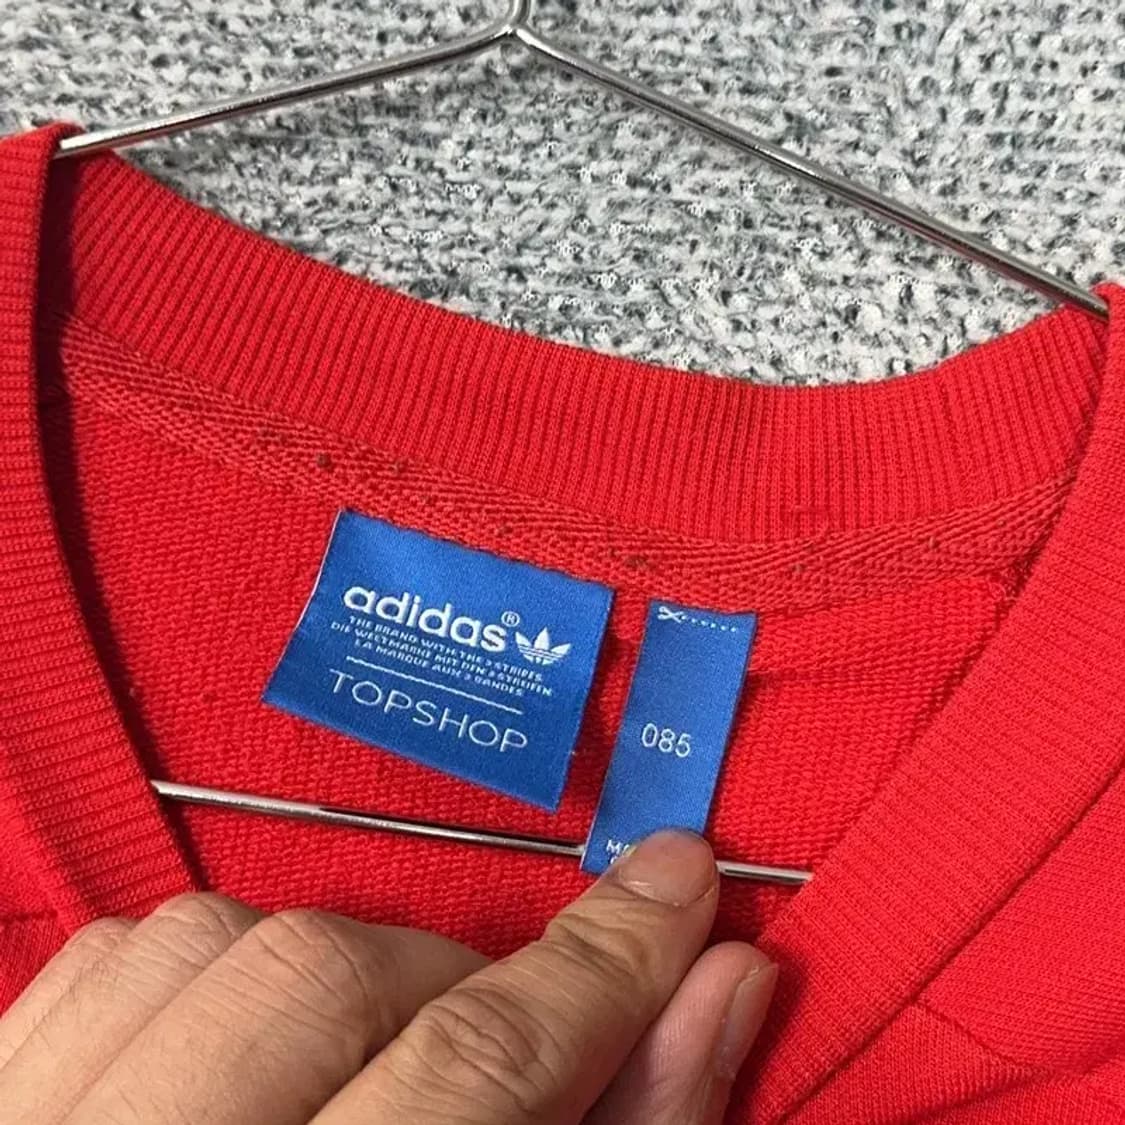 adidas®
THE BRAND WITH THE 3 STRIPES
DIE WELTMARKE MIT DEN 3 STREIFEN
LA MARQUE AUX 3 BANDES
TOPSHOP
085